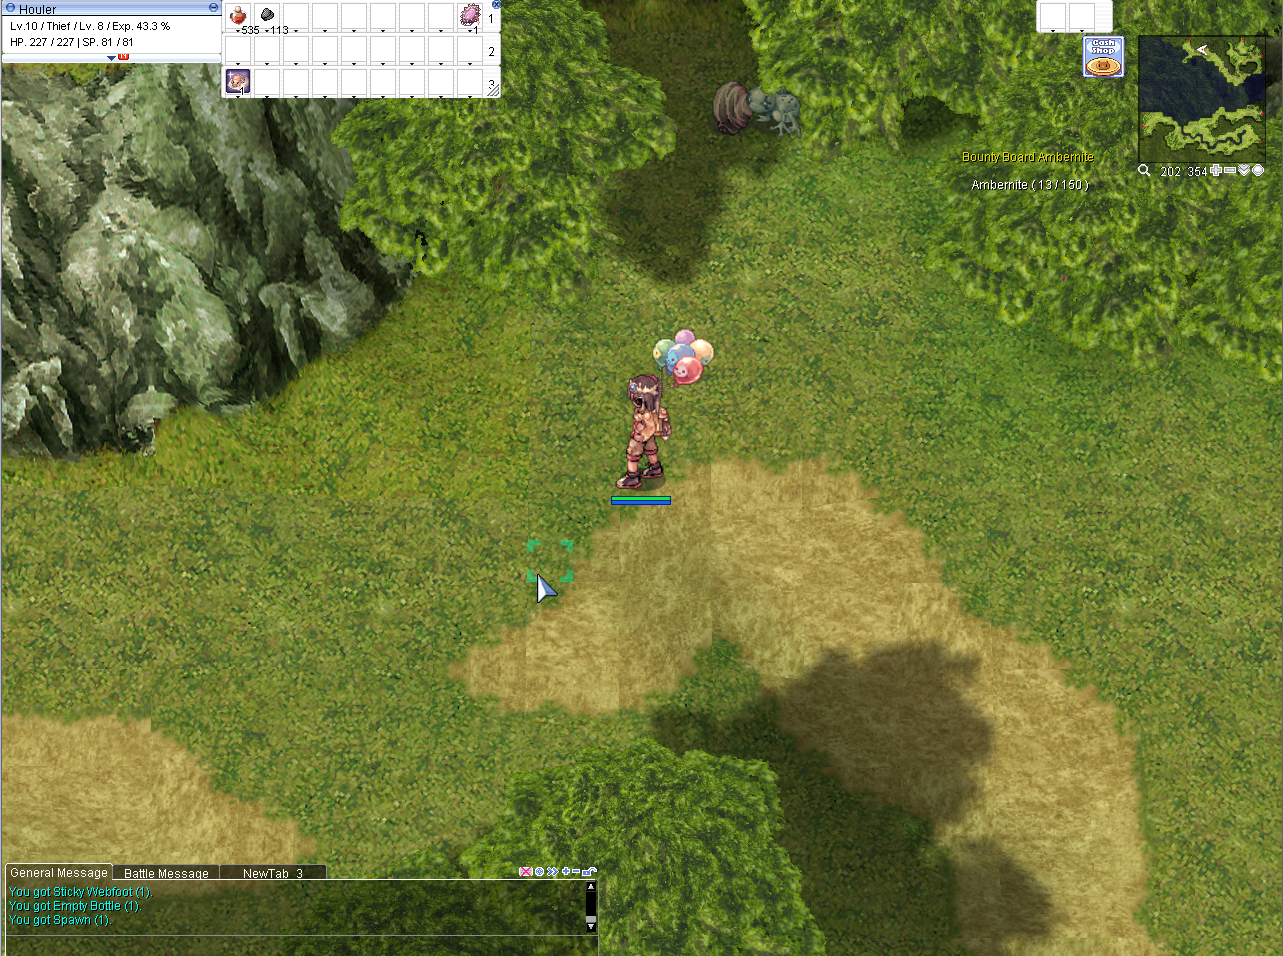 Houler
Lv.10 / Thief / Lv. 8 / Exp. 43.3 %
HP. 227 / 227 | SP. 81 / 81
535
113
1
1
2
1
3
Cash
Shop
202 354
Bounty Board Ambernite
Ambernite ( 13 / 150 )
General Message
Battle Message
NewTab_3
You got Sticky Webfoot (1).
You got Empty Bottle (1).
You got Spawn (1).